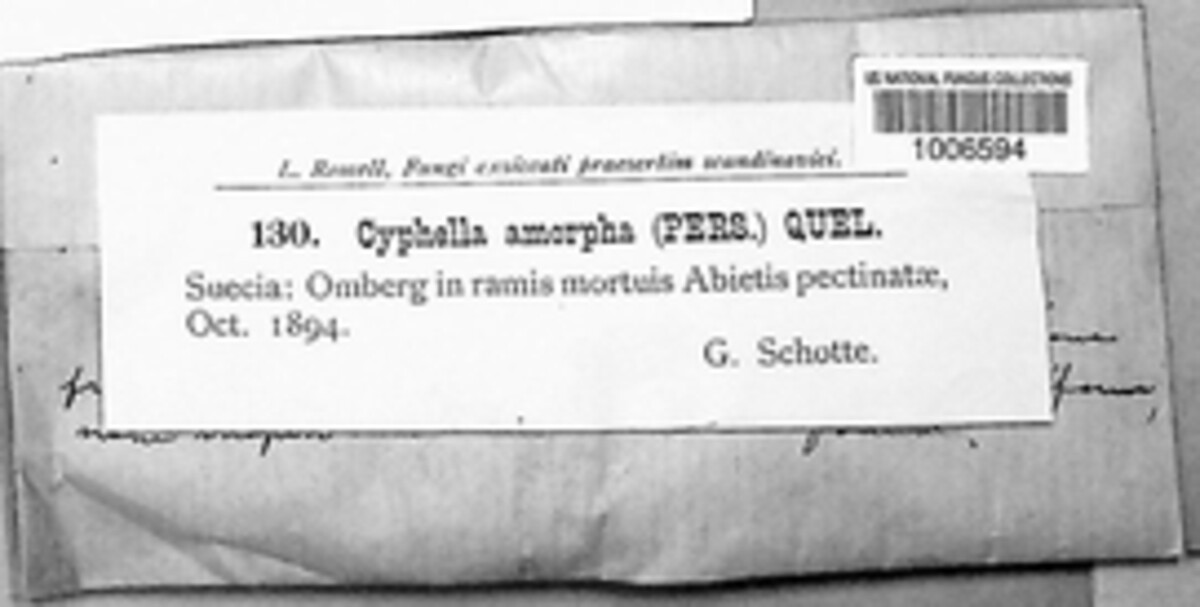 US NATIONAL FUNGUS COLLECTIONS
1006594
L. Romell, Fungi exsiccati praesertim scandinavici.
130. Cyphella amorpha (PERS.) QUEL.
Suecia: Omberg in ramis mortuis Abietis pectinatæ,
Oct. 1894.
G. Schotte.